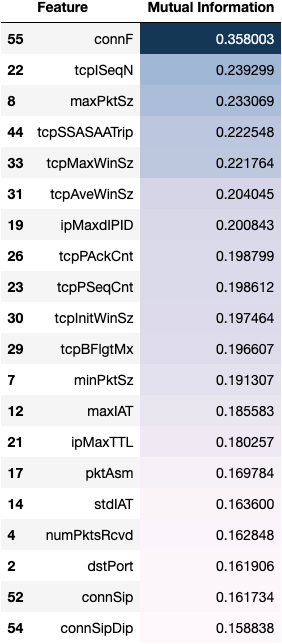 Feature Mutual Information
55 connF 0.358003
22 tcpISeqN 0.239299
8 maxPktSz 0.233069
44 tcpSSASAATrip 0.222548
33 tcpMaxWinSz 0.221764
31 tcpAveWinSz 0.204045
19 ipMaxdIPID 0.200843
26 tcpPAckCnt 0.198799
23 tcpPSeqCnt 0.198612
30 tcpInitWinSz 0.197464
29 tcpBFlgtMx 0.196607
7 minPktSz 0.191307
12 maxIAT 0.185583
21 ipMaxTTL 0.180257
17 pktAsm 0.169784
14 stdIAT 0.163600
4 numPktsRcvd 0.162848
2 dstPort 0.161906
52 connSip 0.161734
54 connSipDip 0.158838